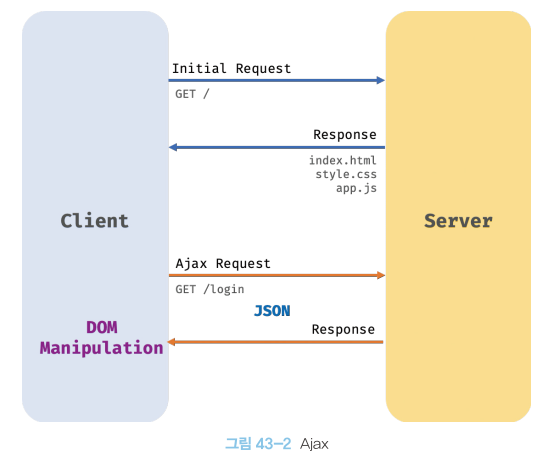 Initial Request
GET /
Response
index.html
style.css
app.js
Client
Server
Ajax Request
GET /login
JSON
Response
DOM
Manipulation
그림 43-2 Ajax